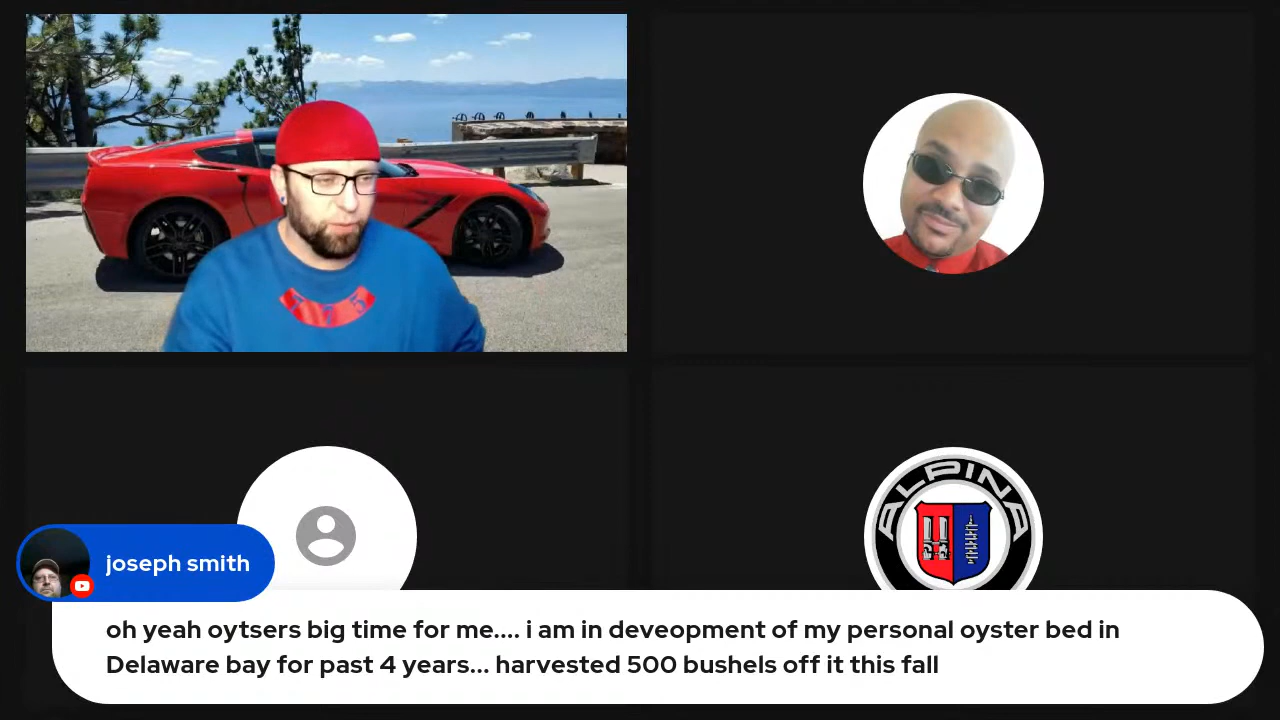 775
ALPINA
joseph smith
oh yeah oytsers big time for me.... i am in deveopment of my personal oyster bed in
Delaware bay for past 4 years... harvested 500 bushels off it this fall